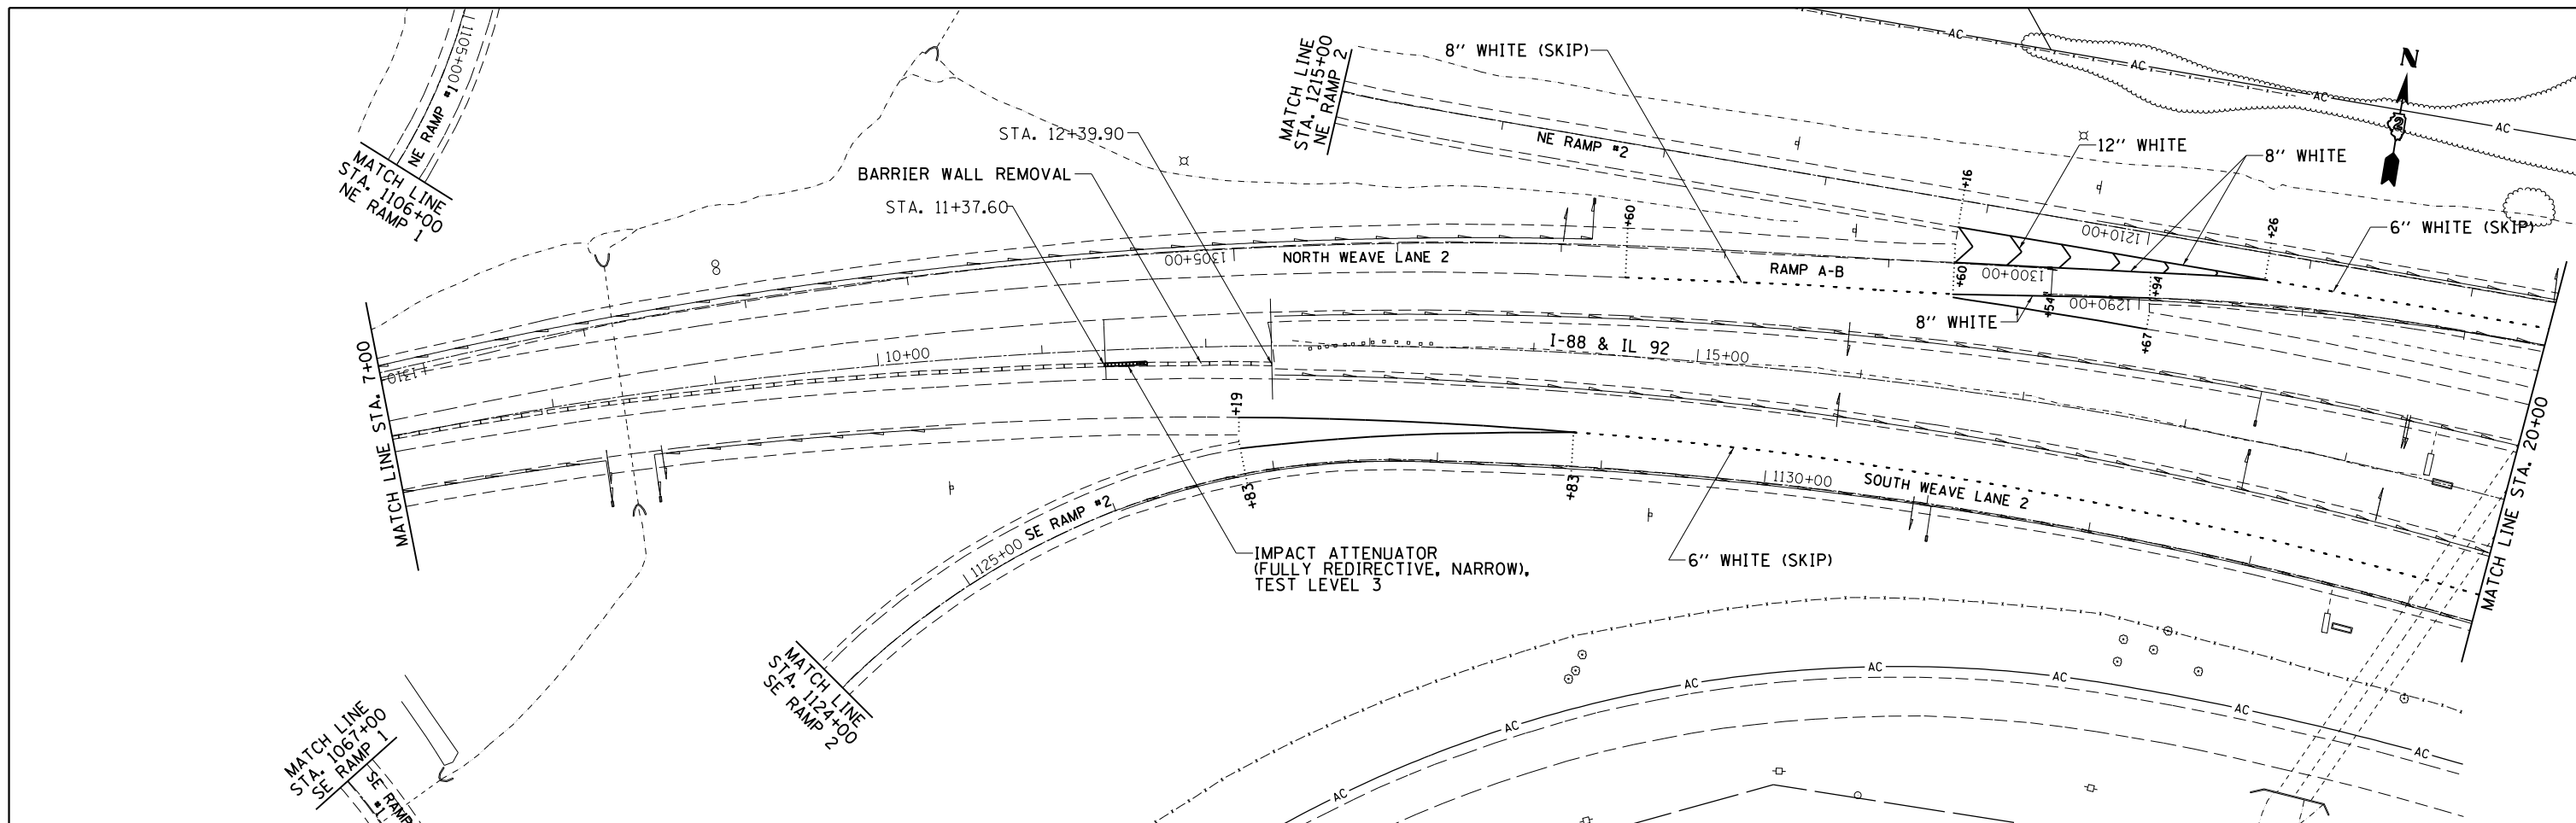 1105+00
NE RAMP #1
MATCH LINE
STA. 1106+00
NE RAMP 1
8'' WHITE (SKIP)
MATCH LINE
STA. 1215+00
NE RAMP 2
AC
AC
AC
AC
N
2
STA. 12+39.90
BARRIER WALL REMOVAL
STA. 11+37.60
NE RAMP #2
12'' WHITE
8'' WHITE
+16
+60
+26
6'' WHITE (SKIP)
1210+00
1305+00
NORTH WEAVE LANE 2
RAMP A-B
+60
1300+00
+94
+54
1290+00
8'' WHITE
+67
MATCH LINE STA. 7+00
1310
10+00
I-88 & IL 92
15+00
+19
MATCH LINE STA. 20+00
+83
+83
1130+00
SOUTH WEAVE LANE 2
SE RAMP #2
1125+00
IMPACT ATTENUATOR
(FULLY REDIRECTIVE, NARROW),
TEST LEVEL 3
6'' WHITE (SKIP)
MATCH LINE
STA. 1124+00
SE RAMP 2
MATCH LINE
STA. 1067+00
SE RAMP 1
SE RAMP
#1
AC
AC
AC
AC
AC
AC
AC